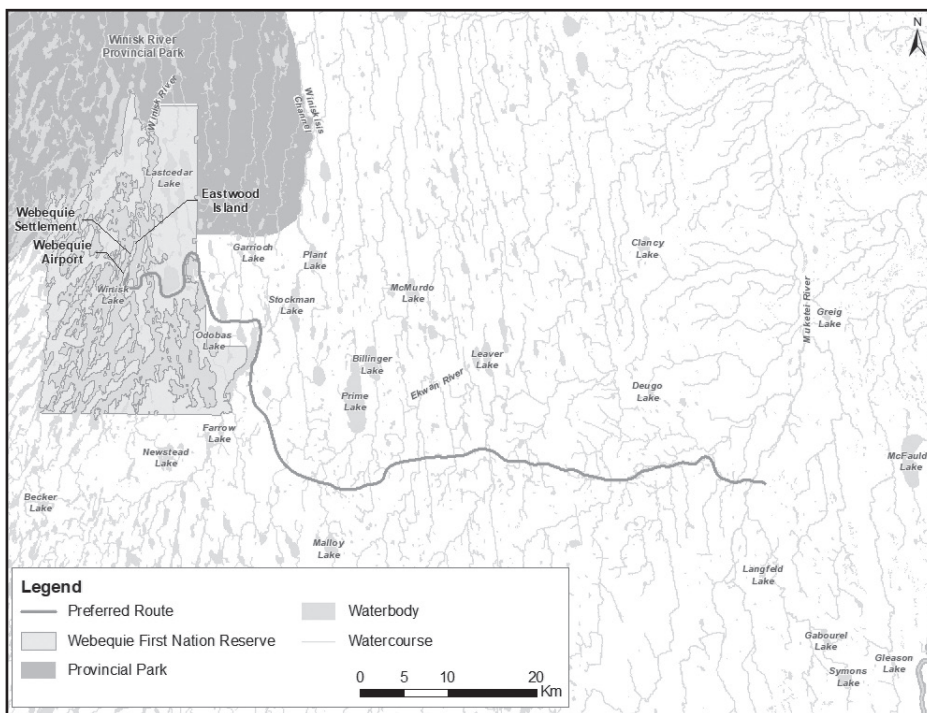 Winisk River
Provincial Park
N
Winisk River
Winiskisis
Channel
Lastcedar
Lake
Eastwood
Island
Webequie
Settlement
Webequie
Airport
Winisk
Lake
Garrioch
Lake
Plant
Lake
Clancy
Lake
Stockman
Lake
McMurdo
Lake
Muketei River
Greig
Lake
Odobas
Lake
Billinger
Lake
Leaver
Lake
Ekwan River
Prime
Lake
Deugo
Lake
Farrow
Lake
Newstead
Lake
McFauld
Lake
Becker
Lake
Malloy
Lake
Langfeld
Lake
Gabourel
Lake
Symons
Lake
Gleason
Lake
Legend
Preferred Route
Webequie First Nation Reserve
Provincial Park
Waterbody
Watercourse
0 5 10 20
Km